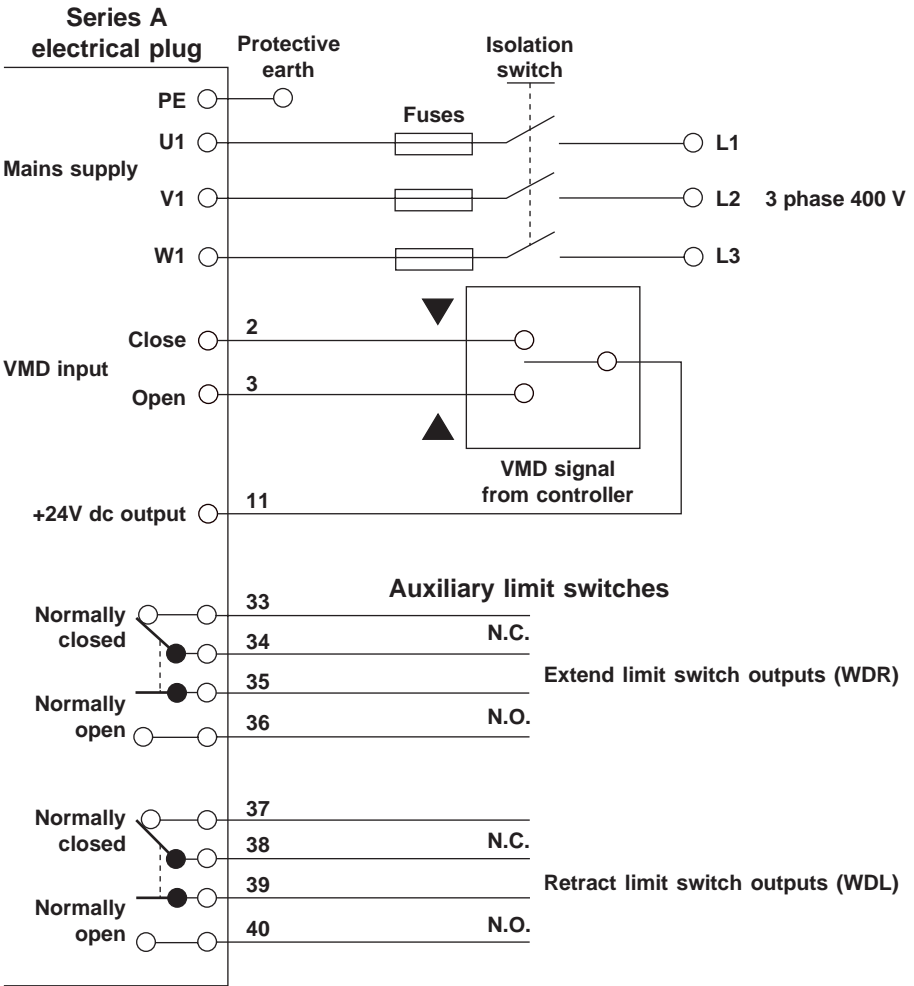 Series A
electrical plug
Protective
earth
Isolation
switch
PE
Fuses
U1
L1
Mains supply
V1
L2
3 phase 400 V
W1
L3
Close
2
VMD input
Open
3
VMD signal
from controller
+24V dc output
11
Auxiliary limit switches
Normally
closed
33
N.C.
34
Extend limit switch outputs (WDR)
35
Normally
open
N.O.
36
Normally
closed
37
N.C.
38
Retract limit switch outputs (WDL)
39
Normally
open
N.O.
40